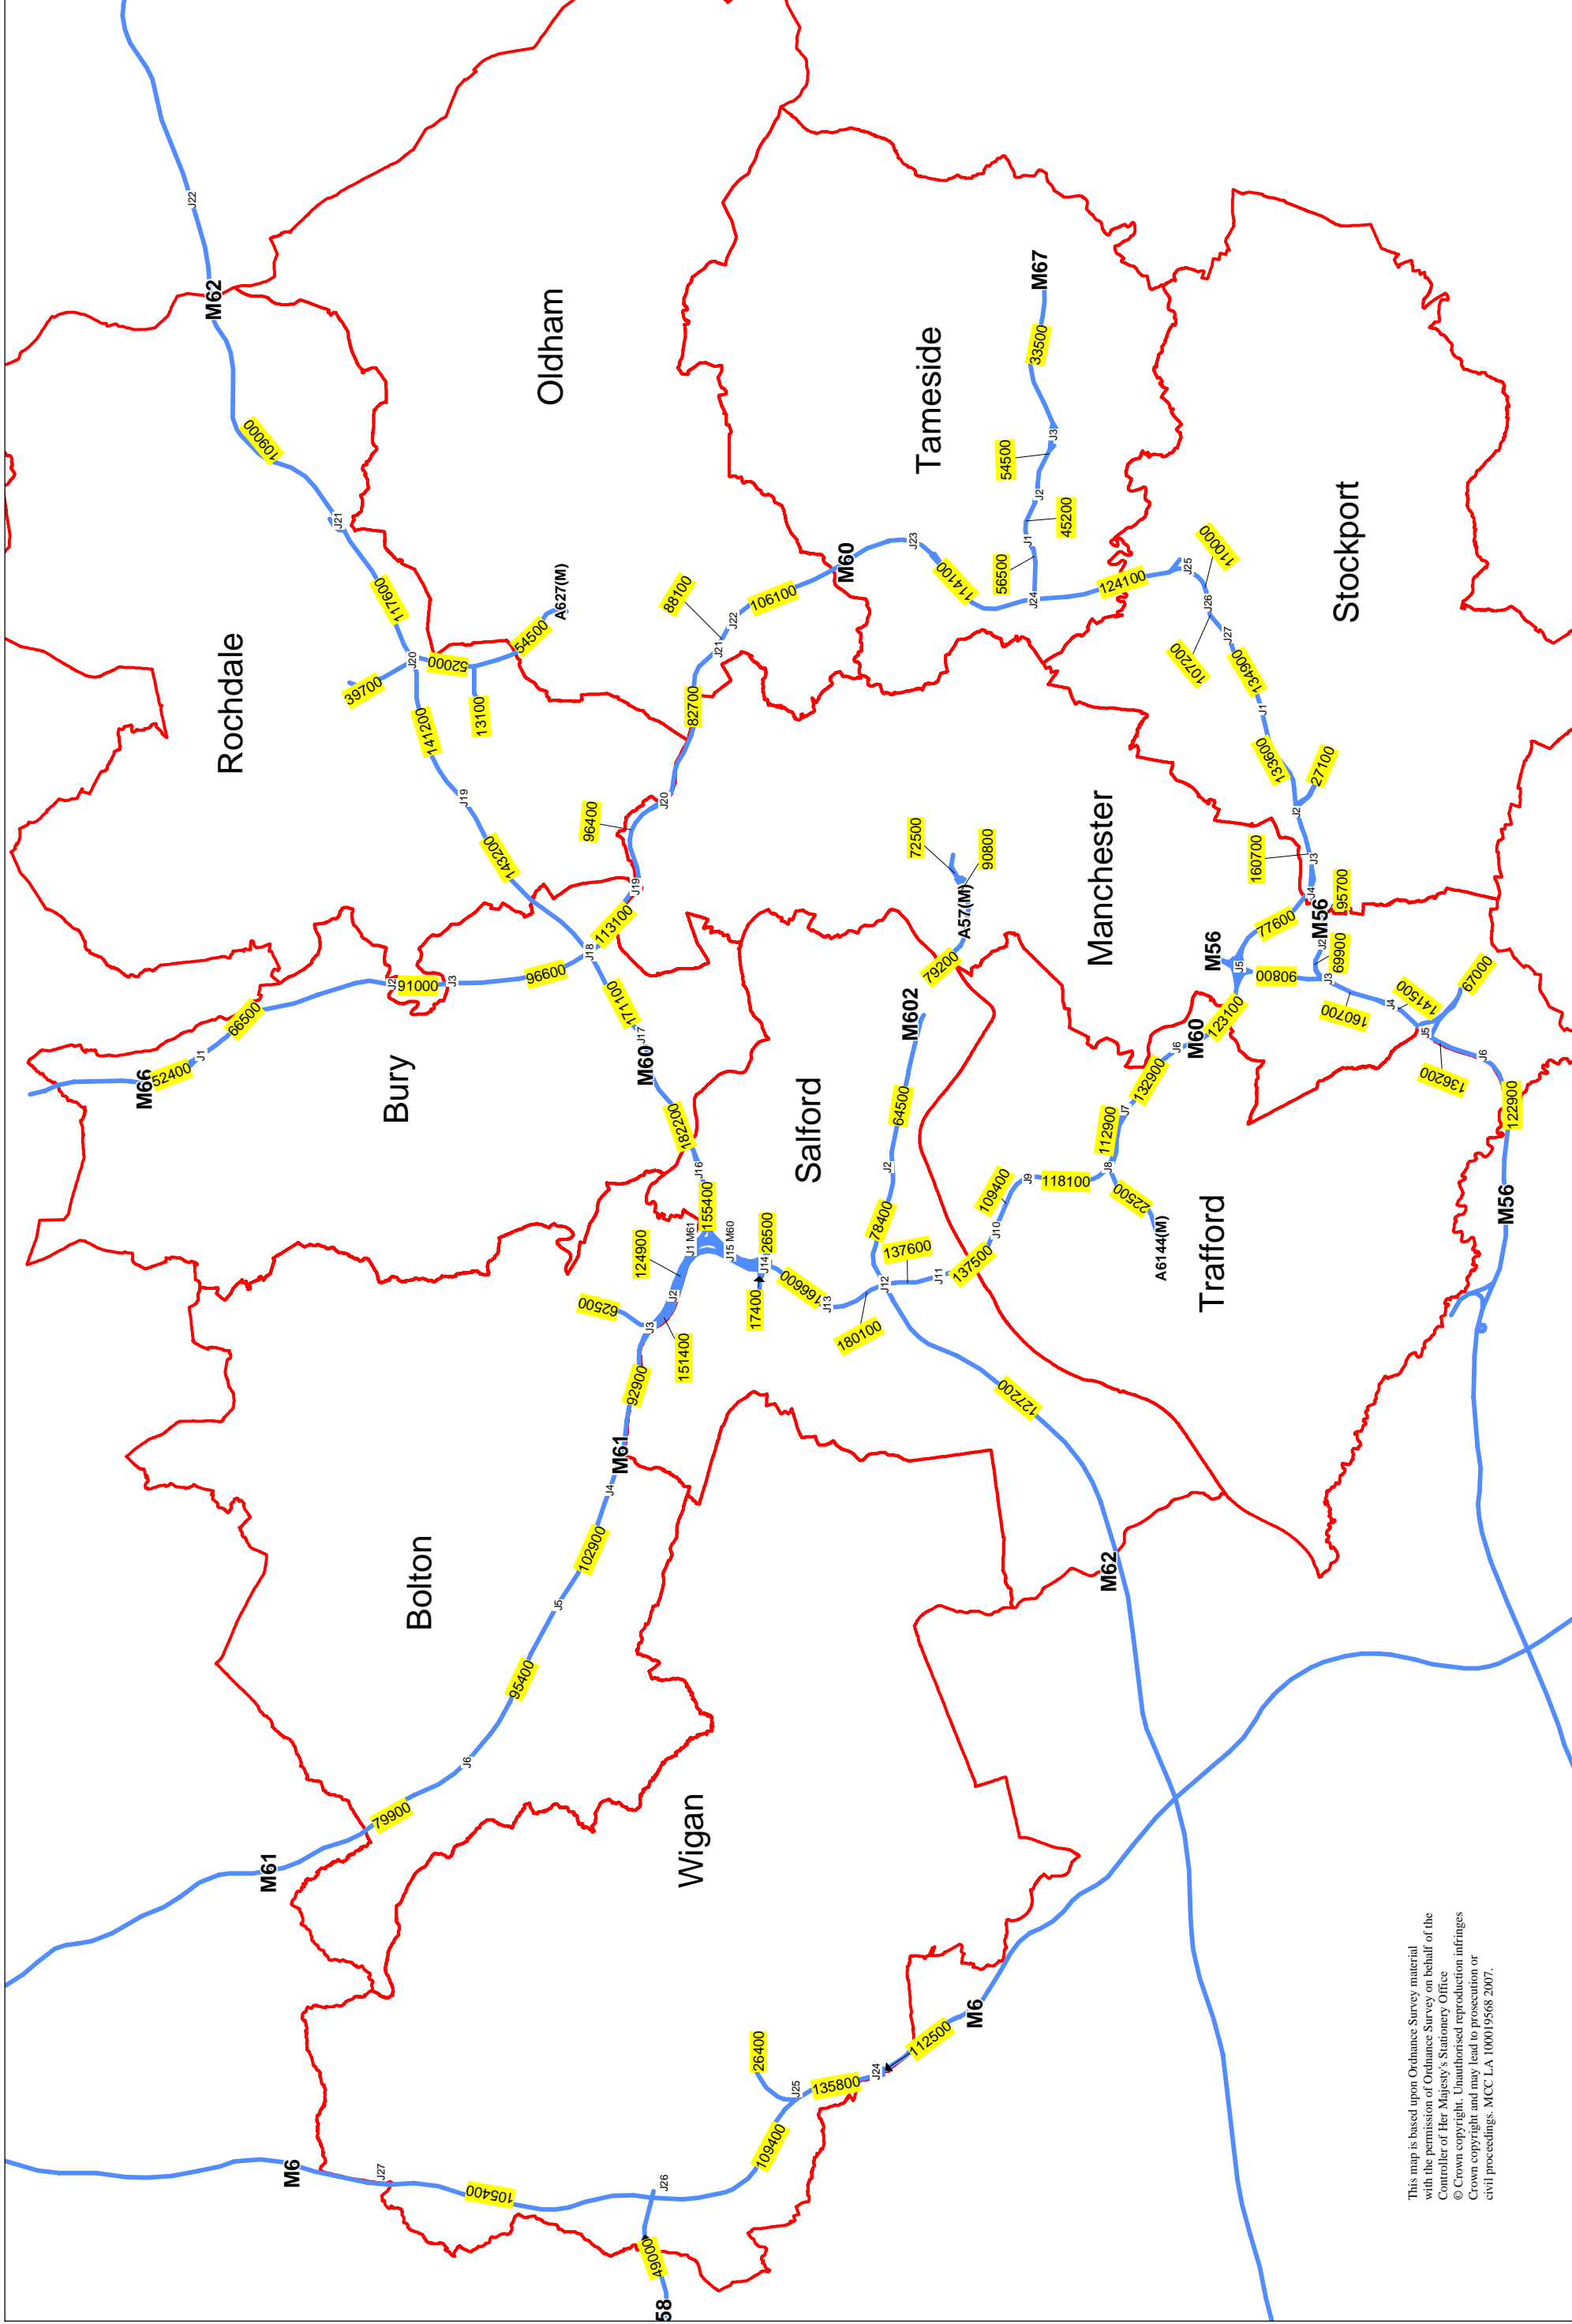 M62
J22
109000
J21
117600
Rochdale
Oldham
A627(M)
54500
52000
J20
39700
13100
141200
J19
143200
88100
J21
J22
106100
M60
82700
J20
96400
J19
113100
J18
Tameside
M67
33500
54500
J3
J2
45200
J1
56500
J23
114100
J24
124100
J25
110000
J26
107200
J27
134900
Stockport
J1
133600
27100
J2
160700
J3
J4
95700
M56
77600
M56
J5
J2
69900
J3
90800
160700
J4
141500
67000
J5
136200
J6
122900
M56
Manchester
72500
90800
A57(M)
79200
M66
52400
J1
66500
J2
91000
J3
96600
Bury
171100
J17
M60
182200
J16
155400
J1 M61
J15 M60
124900
J2
62500
J3
151400
92900
M61
J4
102900
J5
95400
J6
79900
M61
Bolton
Salford
26500
J14
17400
166600
J13
180100
J12
137600
J11
137500
78400
J2
64500
M602
J10
109400
J9
118100
J8
112900
J7
132900
J6
M60
123100
22500
A6144(M)
Trafford
127200
M62
Wigan
M6
J27
105400
J26
49000
58
109400
J25
26400
135800
J24
112500
M6
This map is based upon Ordnance Survey material
with the permission of Ordnance Survey on behalf of the
Controller of Her Majesty's Stationery Office
© Crown copyright. Unauthorised reproduction infringes
Crown copyright and may lead to prosecution or
civil proceedings. MCC LA 100019568 2007.